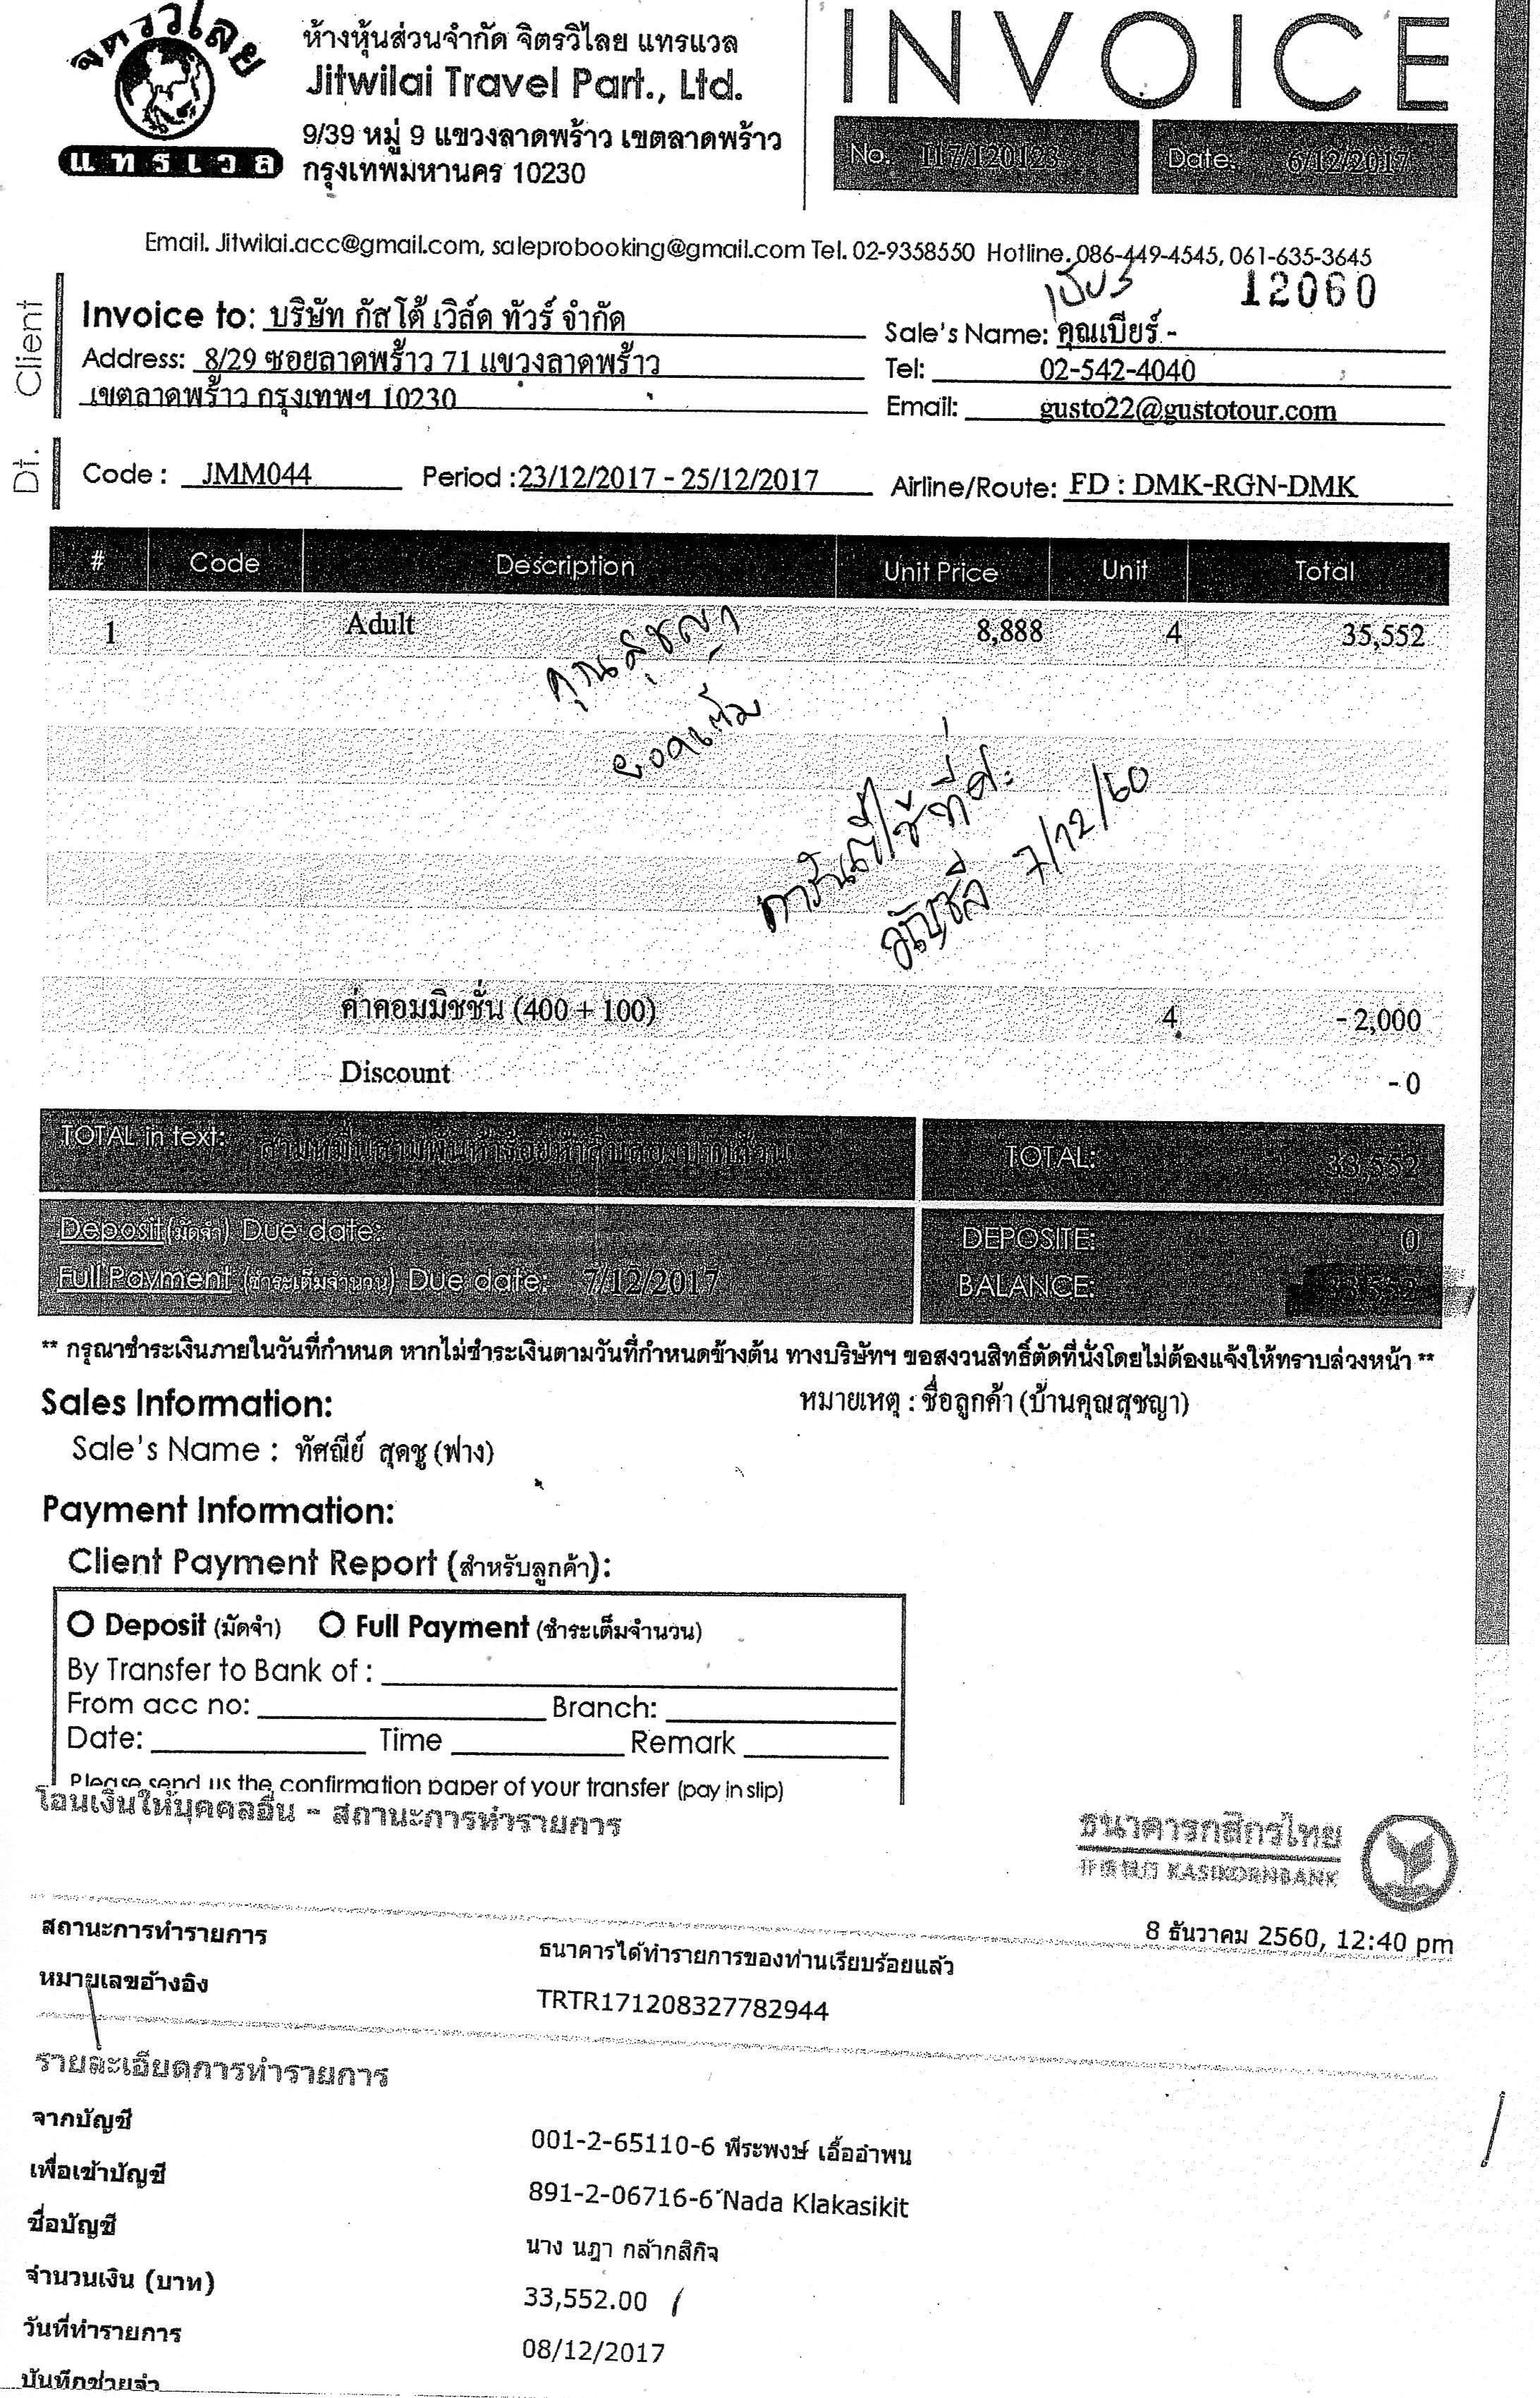 จิตรวิไลย
แทรเวล
ห้างหุ้นส่วนจำกัด จิตรวิไลย แทรแวล
Jitwilai Travel Part., Ltd.
9/39 หมู่ 9 แขวงลาดพร้าว เขตลาดพร้าว
กรุงเทพมหานคร 10230
INVOICE
No. I17/120123 Date. 6/12/2017
Email. Jitwilai.acc@gmail.com, saleprobooking@gmail.com Tel. 02-9358550 Hotline. 086-449-4545, 061-635-3645
เบียร์ 12060
Client
Invoice to: บริษัท กัสโต้ เวิล์ด ทัวร์ จำกัด
Sale's Name: คุณเบียร์ -
Address: 8/29 ซอยลาดพร้าว 71 แขวงลาดพร้าว
Tel: 02-542-4040
เขตลาดพร้าว กรุงเทพฯ 10230
Email: gusto22@gustotour.com
Dt.
Code : JMM044 Period : 23/12/2017 - 25/12/2017 Airline/Route: FD : DMK-RGN-DMK
# Code Description Unit Price Unit Total
1 Adult 8,888 4 35,552
คุณสุชญา
ยอดเต็ม
7/12/60
ค่าคอมมิชชั่น (400 + 100) 4 - 2,000
Discount - 0
TOTAL in text: สามหมื่นสามพันห้าร้อยห้าสิบสองบาทถ้วน TOTAL: 33,552
Deposit(มัดจำ) Due date: DEPOSITE: 0
Full Payment (ชำระเต็มจำนวน) Due date: 7/12/2017 BALANCE: 33,552
** กรุณาชำระเงินภายในวันที่กำหนด หากไม่ชำระเงินตามวันที่กำหนดข้างต้น ทางบริษัทฯ ขอสงวนสิทธิ์ตัดที่นั่งโดยไม่ต้องแจ้งให้ทราบล่วงหน้า **
Sales Information:
หมายเหตุ : ชื่อลูกค้า (บ้านคุณสุชญา)
Sale's Name : ทัศณีย์ สุดชู (ฟาง)
Payment Information:
Client Payment Report (สำหรับลูกค้า):
O Deposit (มัดจำ) O Full Payment (ชำระเต็มจำนวน)
By Transfer to Bank of :
From acc no: Branch:
Date: Time Remark
Please send us the confirmation paper of your transfer (pay in slip)
โอนเงินให้บุคคลอื่น - สถานะการทำรายการ
ธนาคารกสิกรไทย
开泰银行 KASIKORNBANK
8 ธันวาคม 2560, 12:40 pm
สถานะการทำรายการ ธนาคารได้ทำรายการของท่านเรียบร้อยแล้ว
หมายเลขอ้างอิง TRTR171208327782944
รายละเอียดการทำรายการ
จากบัญชี 001-2-65110-6 พีระพงษ์ เอื้ออำพน
เพื่อเข้าบัญชี 891-2-06716-6 Nada Klakasikit
ชื่อบัญชี นาง นฎา กล้ากสิกิจ
จำนวนเงิน (บาท) 33,552.00
วันที่ทำรายการ 08/12/2017
บันทึกช่วยจำ